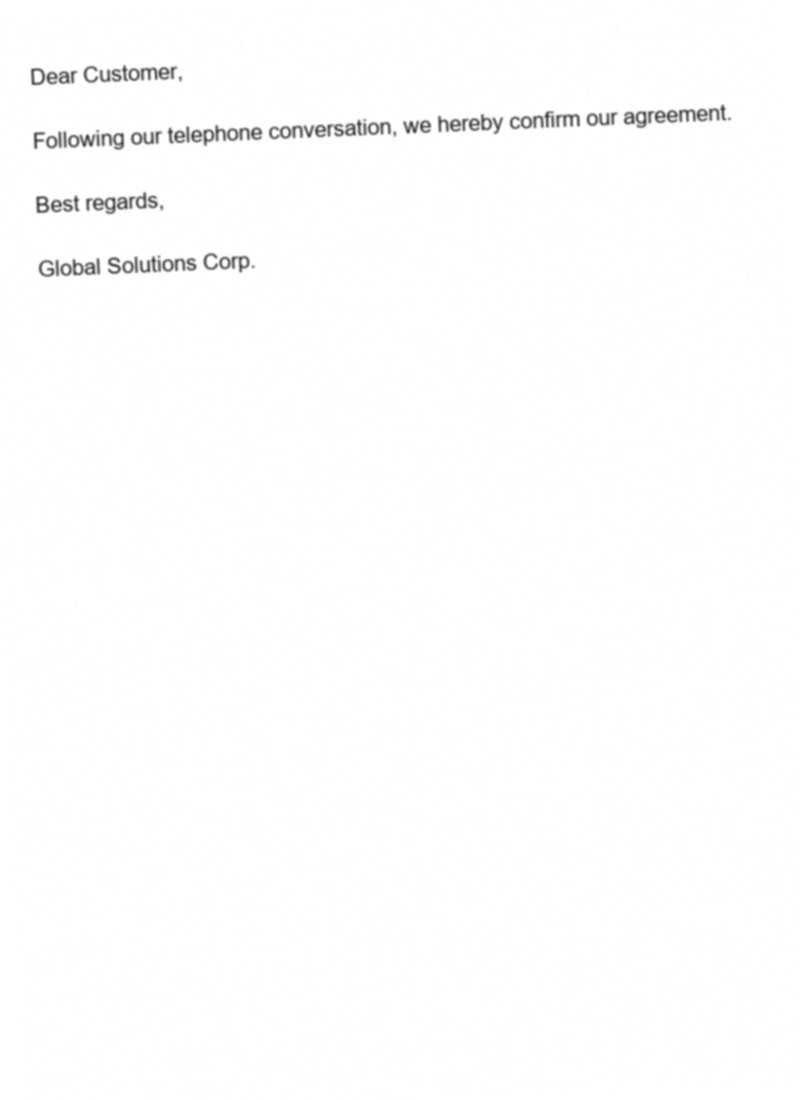 Dear Customer,
Following our telephone conversation, we hereby confirm our agreement.
Best regards,
Global Solutions Corp.